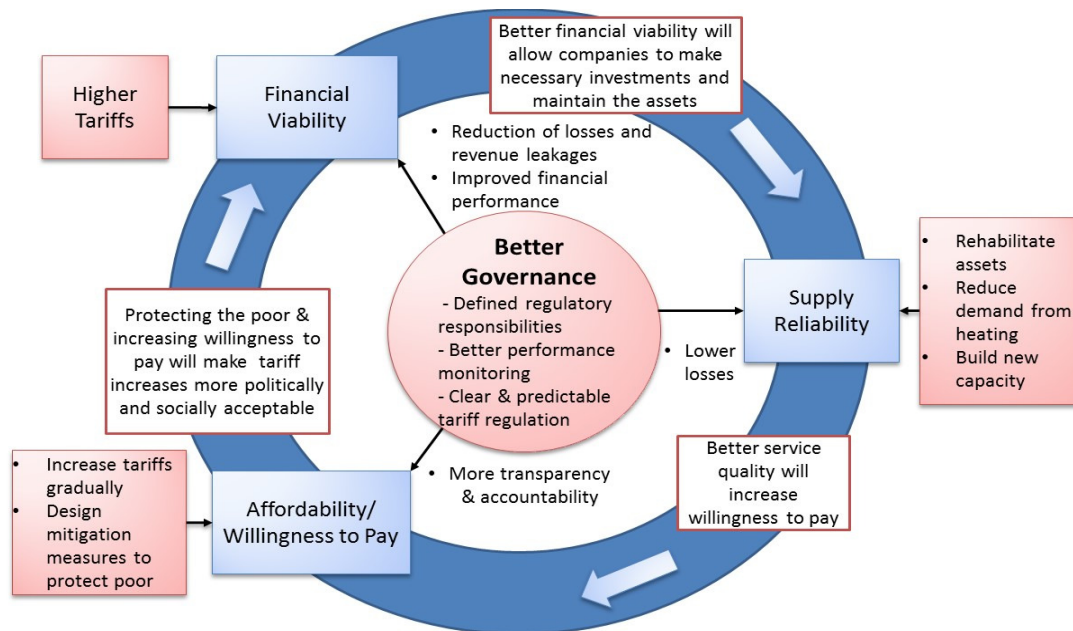 Higher
Tariffs
Financial
Viability
Better financial viability will
allow companies to make
necessary investments and
maintain the assets
• Reduction of losses and
revenue leakages
• Improved financial
performance
Better
Governance
- Defined regulatory
responsibilities
- Better performance
monitoring
- Clear & predictable
tariff regulation
Supply
Reliability
• Rehabilitate
assets
• Reduce
demand from
heating
• Build new
capacity
• Lower
losses
Protecting the poor &
increasing willingness to
pay will make tariff
increases more politically
and socially acceptable
Better service
quality will
increase
willingness to pay
• More transparency
& accountability
• Increase tariffs
gradually
• Design
mitigation
measures to
protect poor
Affordability/
Willingness to Pay